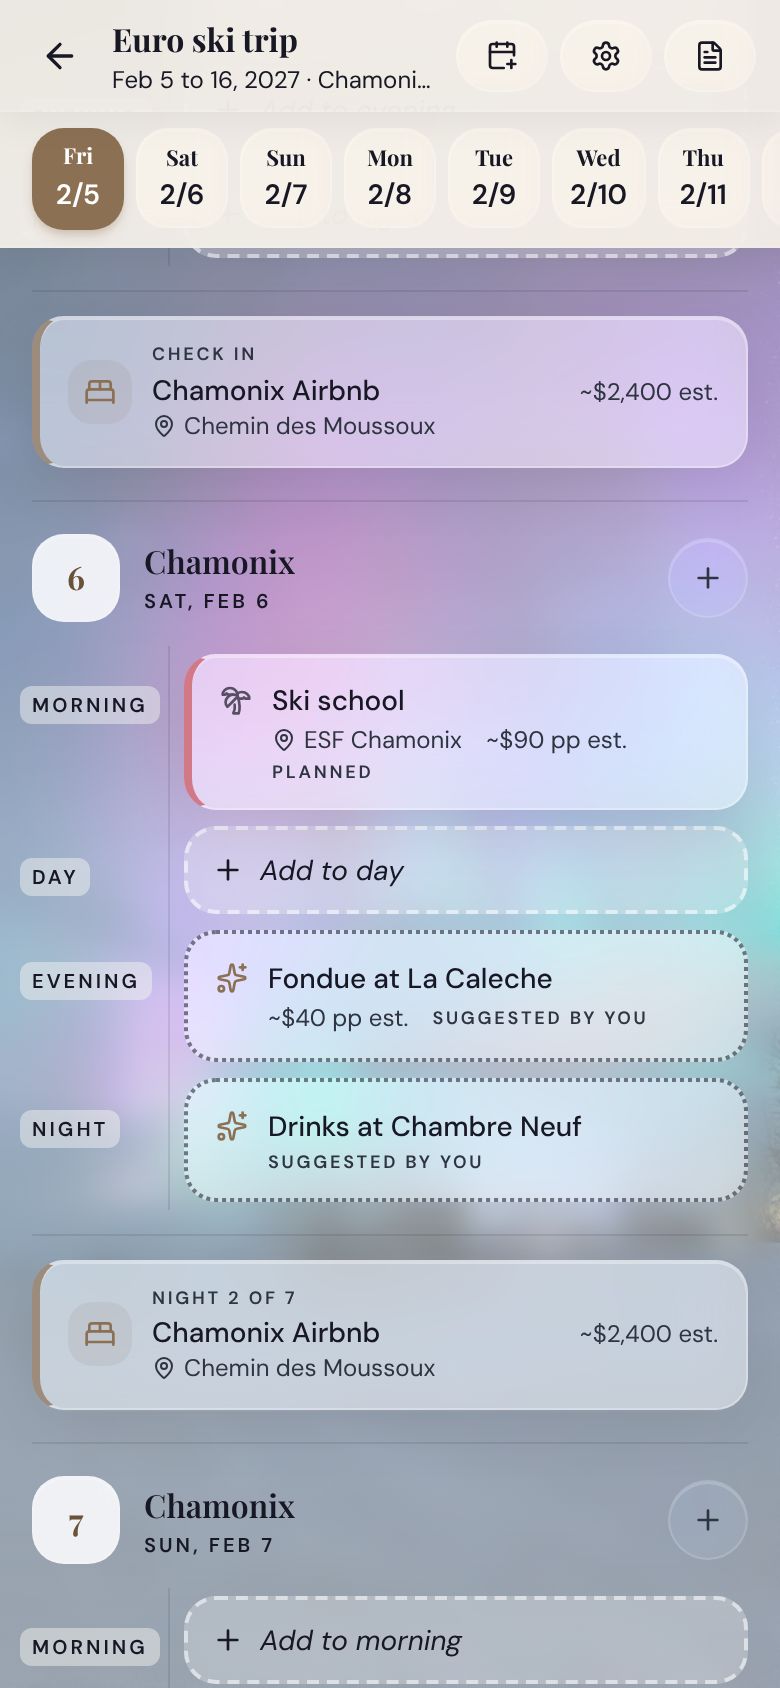 Euro ski trip
Feb 5 to 16, 2027 · Chamoni...
Add to evening
Fri
2/5
Sat
2/6
Sun
2/7
Mon
2/8
Tue
2/9
Wed
2/10
Thu
2/11
CHECK IN
Chamonix Airbnb
~$2,400 est.
Chemin des Moussoux
6
Chamonix
SAT, FEB 6
MORNING
Ski school
ESF Chamonix ~$90 pp est.
PLANNED
DAY
Add to day
EVENING
Fondue at La Caleche
~$40 pp est. SUGGESTED BY YOU
NIGHT
Drinks at Chambre Neuf
SUGGESTED BY YOU
NIGHT 2 OF 7
Chamonix Airbnb
~$2,400 est.
Chemin des Moussoux
7
Chamonix
SUN, FEB 7
MORNING
Add to morning